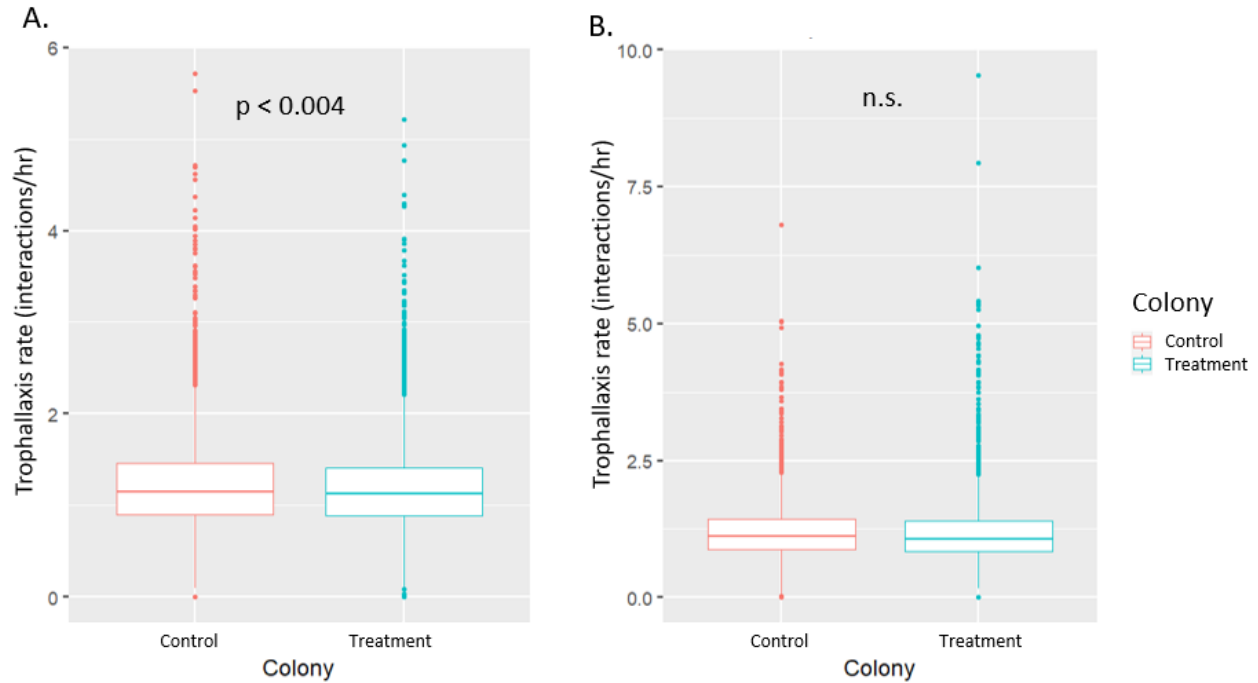 A.
Trophallaxis rate (interactions/hr)
6
4
2
0
p < 0.004
Control
Treatment
Colony
B.
Trophallaxis rate (interactions/hr)
10.0
7.5
5.0
2.5
0.0
n.s.
Control
Treatment
Colony
Colony
Control
Treatment